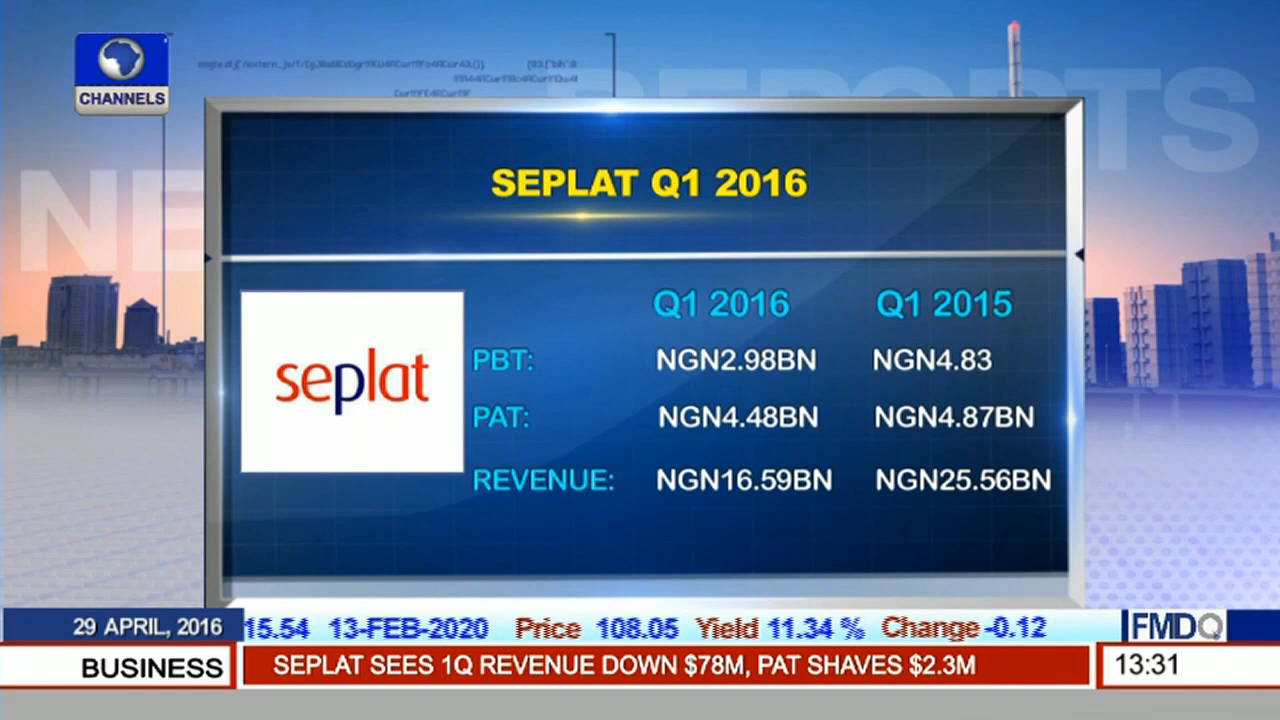 CHANNELS
NE
REPORTS
SEPLAT Q1 2016
seplat
Q1 2016 Q1 2015
PBT: NGN2.98BN NGN4.83
PAT: NGN4.48BN NGN4.87BN
REVENUE: NGN16.59BN NGN25.56BN
29 APRIL, 2016 15.54 13-FEB-2020 Price 108.05 Yield 11.34 % Change -0.12 FMDQ
BUSINESS SEPLAT SEES 1Q REVENUE DOWN $78M, PAT SHAVES $2.3M 13:31